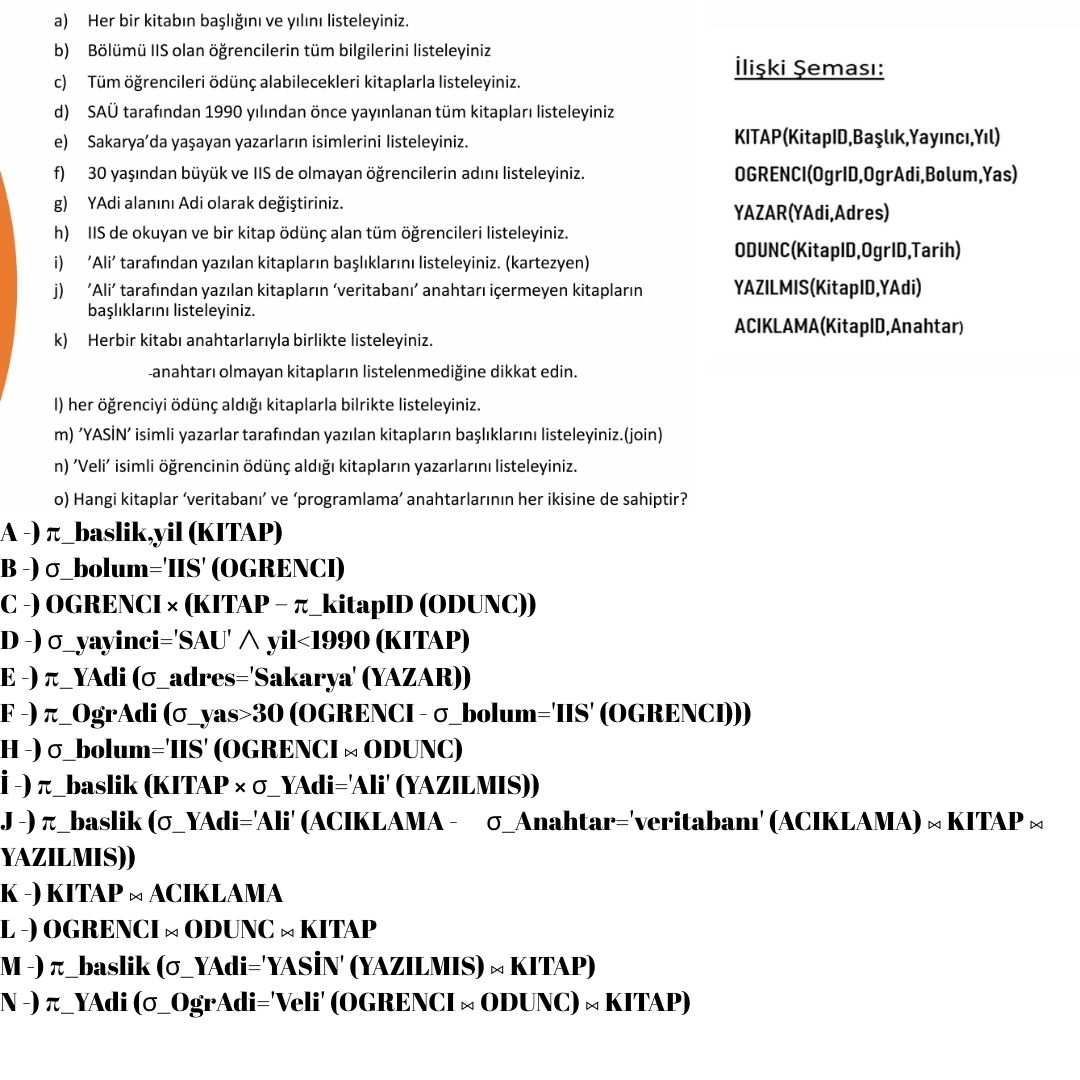 a) Her bir kitabın başlığını ve yılını listeleyiniz.
b) Bölümü IIS olan öğrencilerin tüm bilgilerini listeleyiniz
c) Tüm öğrencileri ödünç alabilecekleri kitaplarla listeleyiniz.
d) SAÜ tarafından 1990 yılından önce yayınlanan tüm kitapları listeleyiniz
e) Sakarya’da yaşayan yazarların isimlerini listeleyiniz.
f) 30 yaşından büyük ve IIS de olmayan öğrencilerin adını listeleyiniz.
g) YAdi alanını Adi olarak değiştiriniz.
h) IIS de okuyan ve bir kitap ödünç alan tüm öğrencileri listeleyiniz.
i) ’Ali’ tarafından yazılan kitapların başlıklarını listeleyiniz. (kartezyen)
j) ’Ali’ tarafından yazılan kitapların ‘veritabanı’ anahtarı içermeyen kitapların
başlıklarını listeleyiniz.
k) Herbir kitabı anahtarlarıyla birlikte listeleyiniz.
-anahtarı olmayan kitapların listelenmediğine dikkat edin.
l) her öğrenciyi ödünç aldığı kitaplarla bilrikte listeleyiniz.
m) ’YASİN’ isimli yazarlar tarafından yazılan kitapların başlıklarını listeleyiniz.(join)
n) ’Veli’ isimli öğrencinin ödünç aldığı kitapların yazarlarını listeleyiniz.
o) Hangi kitaplar ‘veritabanı’ ve ‘programlama’ anahtarlarının her ikisine de sahiptir?
İlişki Şeması:
KITAP(KitapID,Başlık,Yayıncı,Yıl)
OGRENCI(OgrID,OgrAdi,Bolum,Yas)
YAZAR(YAdi,Adres)
ODUNC(KitapID,OgrID,Tarih)
YAZILMIS(KitapID,YAdi)
ACIKLAMA(KitapID,Anahtar)
A -) π_baslik,yil (KITAP)
B -) σ_bolum='IIS' (OGRENCI)
C -) OGRENCI × (KITAP – π_kitapID (ODUNC))
D -) σ_yayinci='SAU' ∧ yil<1990 (KITAP)
E -) π_YAdi (σ_adres='Sakarya' (YAZAR))
F -) π_OgrAdi (σ_yas>30 (OGRENCI - σ_bolum='IIS' (OGRENCI)))
H -) σ_bolum='IIS' (OGRENCI ⋈ ODUNC)
İ -) π_baslik (KITAP × σ_YAdi='Ali' (YAZILMIS))
J -) π_baslik (σ_YAdi='Ali' (ACIKLAMA - σ_Anahtar='veritabanı' (ACIKLAMA) ⋈ KITAP ⋈
YAZILMIS))
K -) KITAP ⋈ ACIKLAMA
L -) OGRENCI ⋈ ODUNC ⋈ KITAP
M -) π_baslik (σ_YAdi='YASİN' (YAZILMIS) ⋈ KITAP)
N -) π_YAdi (σ_OgrAdi='Veli' (OGRENCI ⋈ ODUNC) ⋈ KITAP)